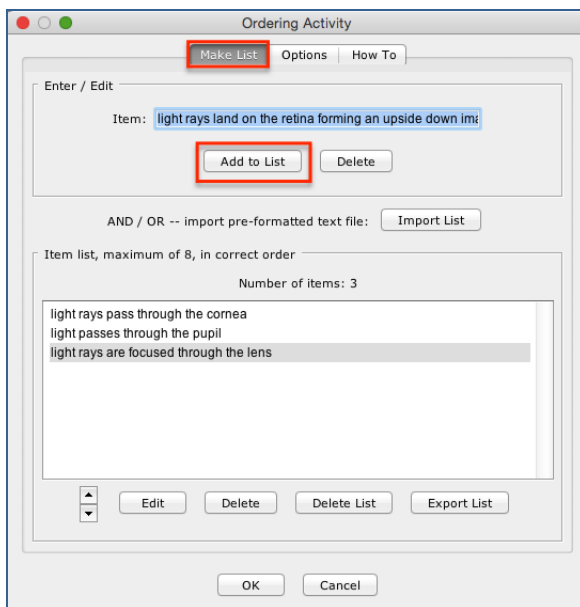 Ordering Activity
Make List Options How To
Enter / Edit
Item: light rays land on the retina forming an upside down ima
Add to List Delete
AND / OR -- import pre-formatted text file: Import List
Item list, maximum of 8, in correct order
Number of items: 3
light rays pass through the cornea
light passes through the pupil
light rays are focused through the lens
Edit Delete Delete List Export List
OK Cancel